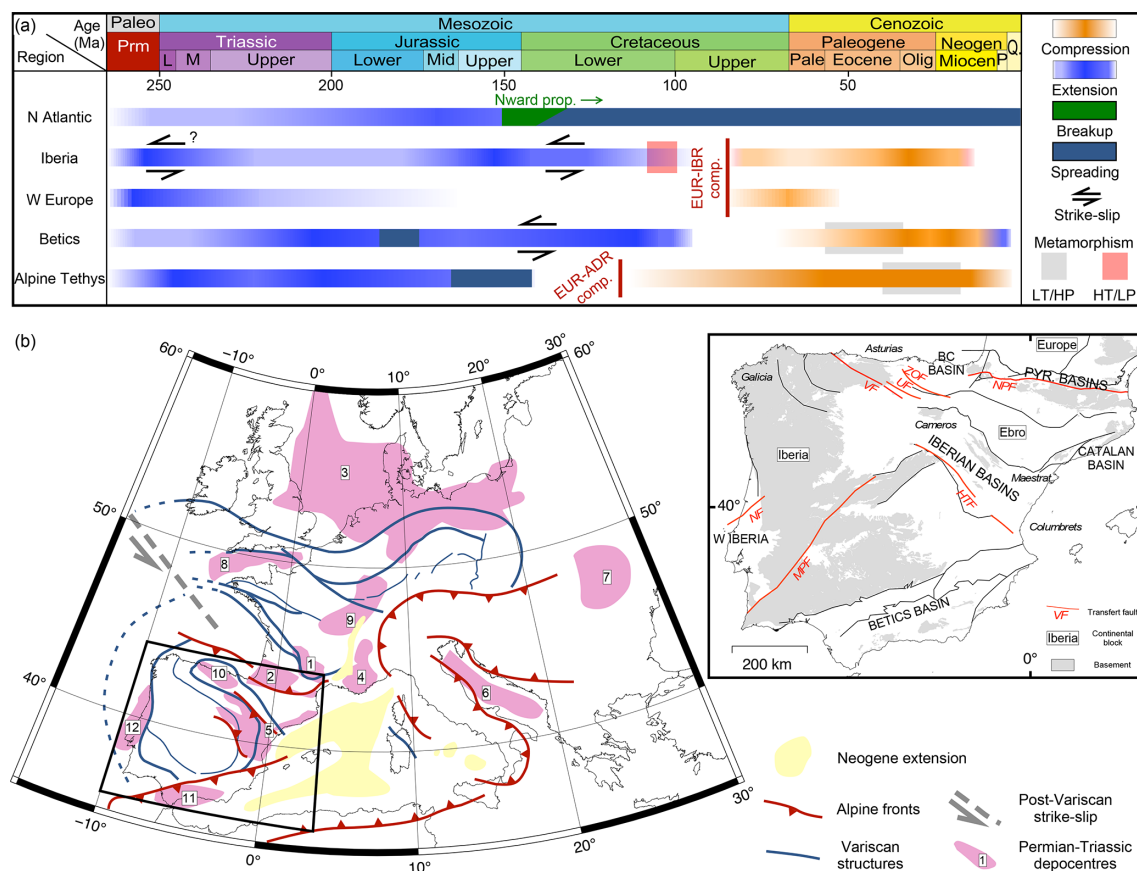 (a)
Age
(Ma)
Region
Paleo
Mesozoic
Cenozoic
Prm
Triassic
Jurassic
Cretaceous
Paleogene
Neogen
Q.
L
M
Upper
Lower
Mid
Upper
Lower
Upper
Pale
Eocene
Olig
Miocen
P
250
200
150
100
50
Nward prop. →
N Atlantic
?
Iberia
EUR-IBR
comp.
W Europe
Betics
EUR-ADR
comp.
Alpine Tethys
Compression
Extension
Breakup
Spreading
Strike-slip
Metamorphism
LT/HP
HT/LP
(b)
60°
−10°
0°
10°
20°
30°
60°
50°
50°
40°
40°
30°
−10°
0°
10°
20°
3
8
7
9
1
4
2
10
6
5
12
11
Asturias
BC
BASIN
Europe
Galicia
VF
ZOF
UF
NPF
PYR. BASINS
Cameros
Ebro
Iberia
IBERIAN BASINS
CATALAN
BASIN
Maestrat
HTF
40°
NF
W IBERIA
Columbrets
MPF
BETICS BASIN
200 km
0°
VF
Transfert fault
Iberia
Continental
block
Basement
Neogene extension
Alpine fronts
Post-Variscan
strike-slip
Variscan
structures
1
Permian-Triassic
depocentres